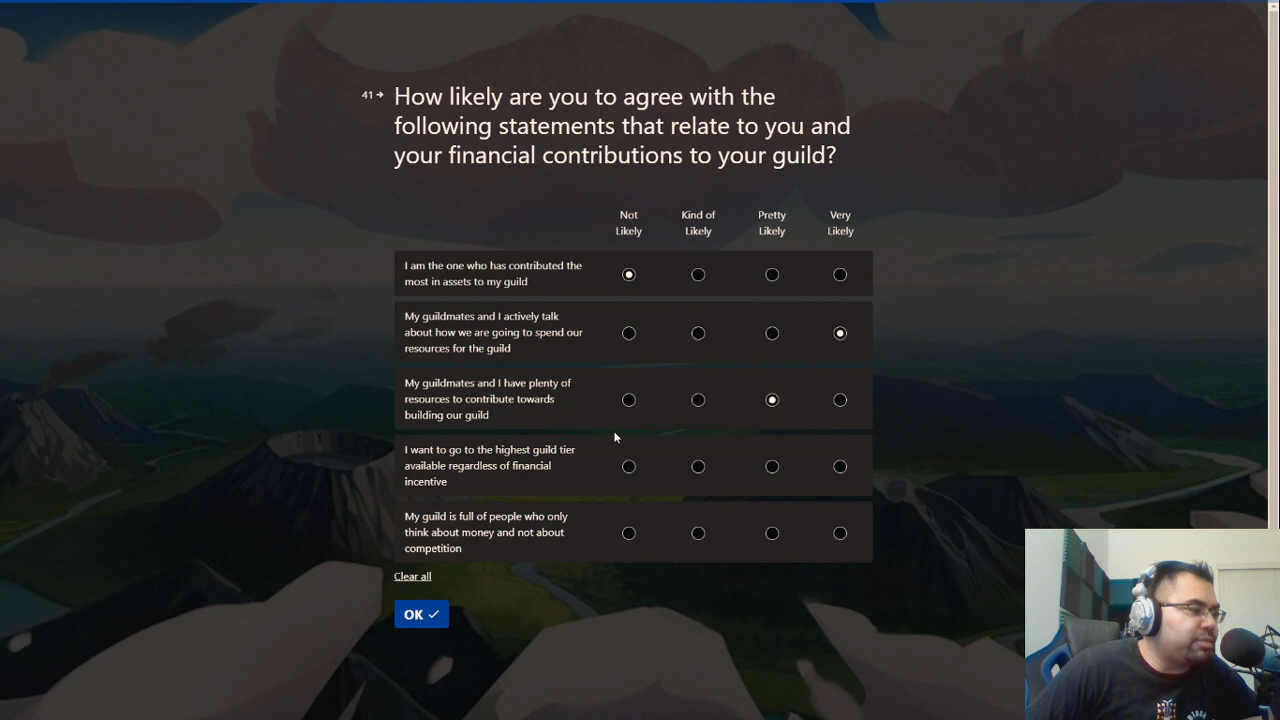 41→ How likely are you to agree with the
following statements that relate to you and
your financial contributions to your guild?
Not Likely
Kind of Likely
Pretty Likely
Very Likely
I am the one who has contributed the
most in assets to my guild
My guildmates and I actively talk
about how we are going to spend our
resources for the guild
My guildmates and I have plenty of
resources to contribute towards
building our guild
I want to go to the highest guild tier
available regardless of financial
incentive
My guild is full of people who only
think about money and not about
competition
Clear all
OK ✓